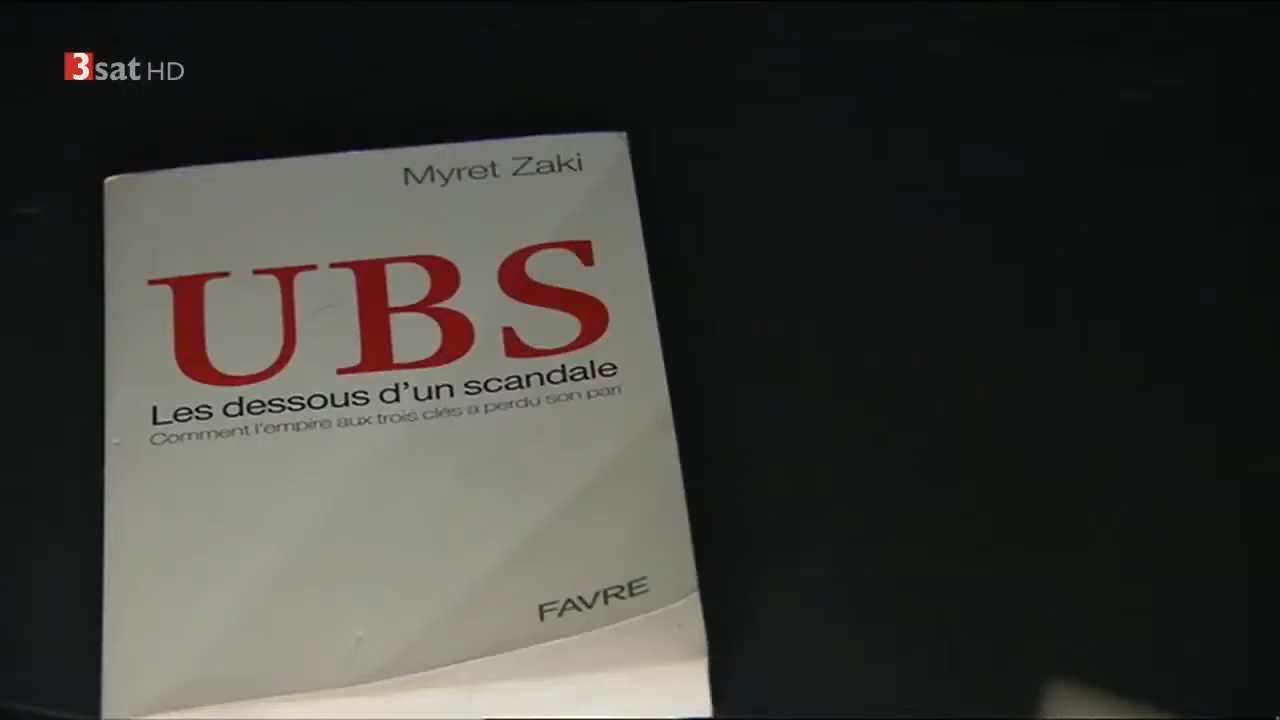 3sat HD
Myret Zaki
UBS
Les dessous d'un scandale
Comment l'empire aux trois clés a perdu son pari
FAVRE